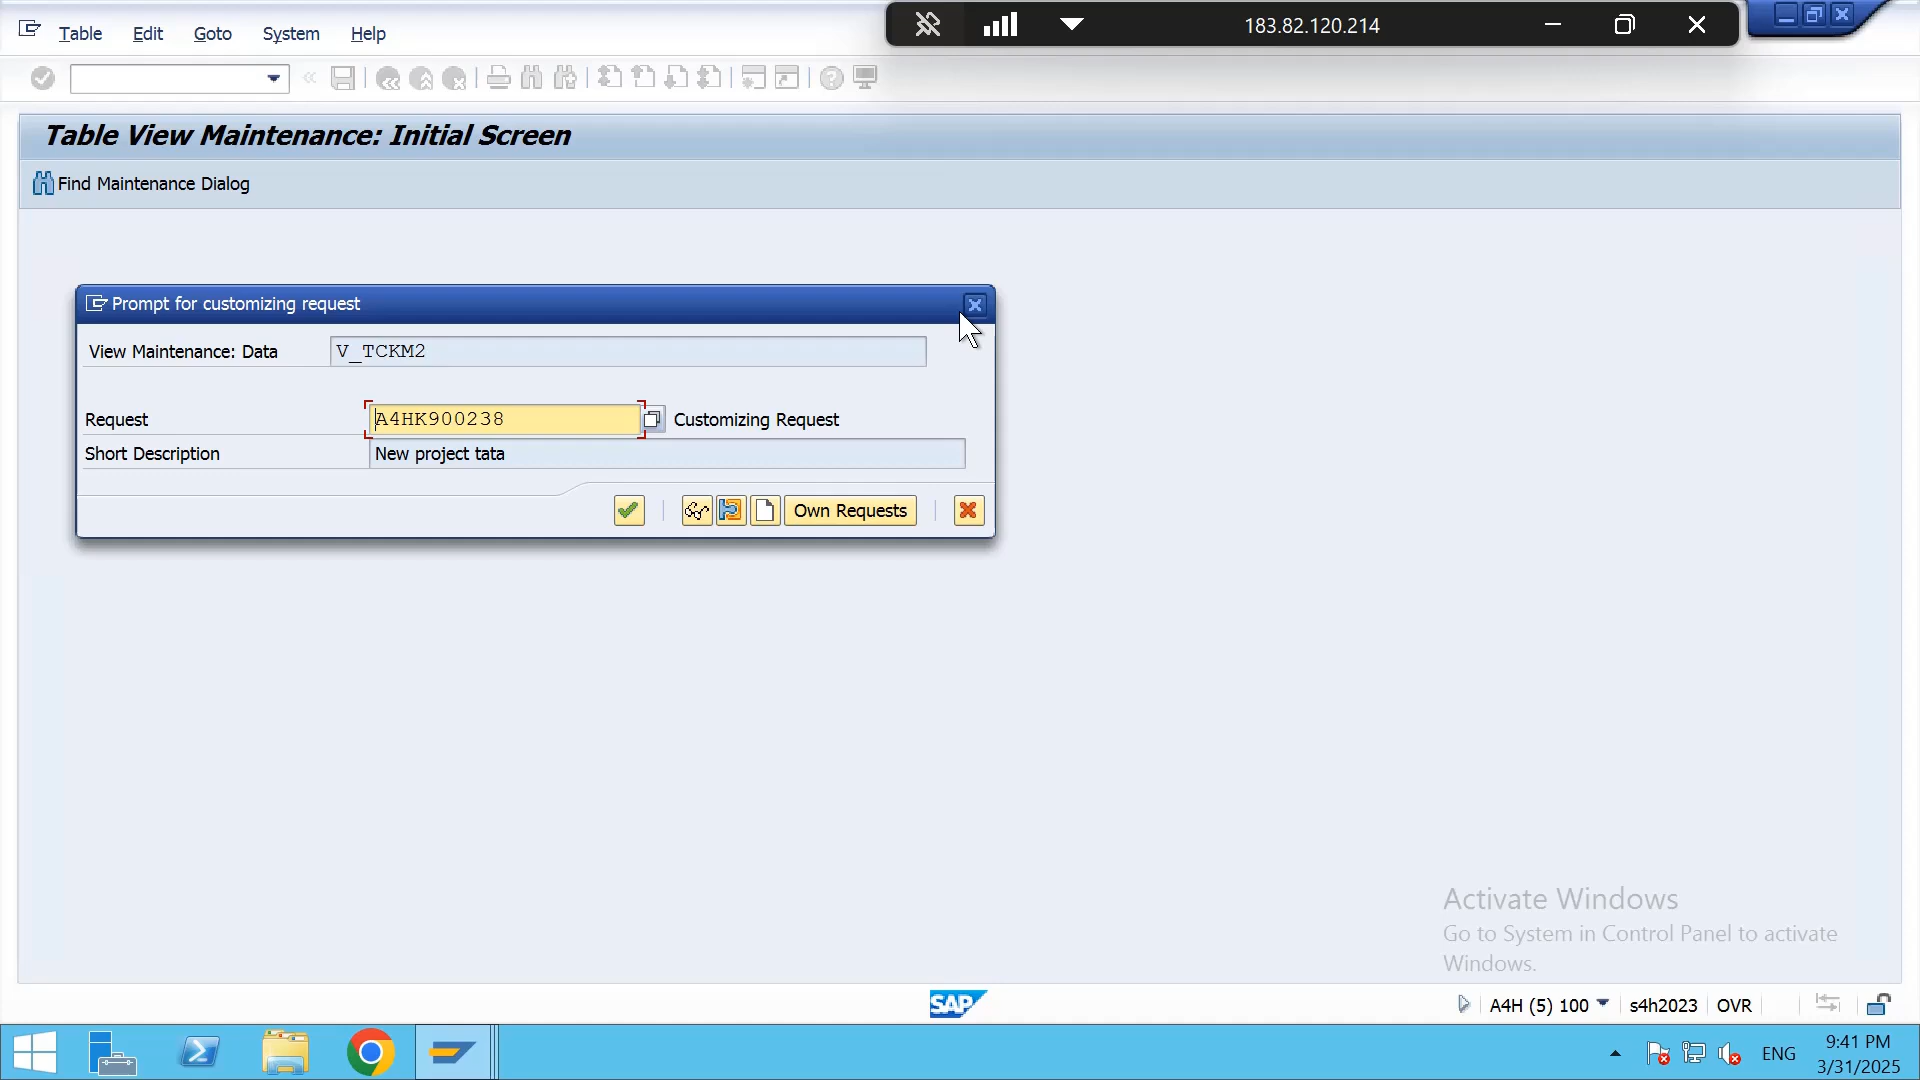 Table Edit Goto System Help
183.82.120.214
Table View Maintenance: Initial Screen
Find Maintenance Dialog
Prompt for customizing request
View Maintenance: Data V_TCKM2
Request A4HK900238 Customizing Request
Short Description New project tata
Own Requests
Activate Windows
Go to System in Control Panel to activate
Windows.
SAP A4H (5) 100 s4h2023 OVR
ENG 9:41 PM
3/31/2025